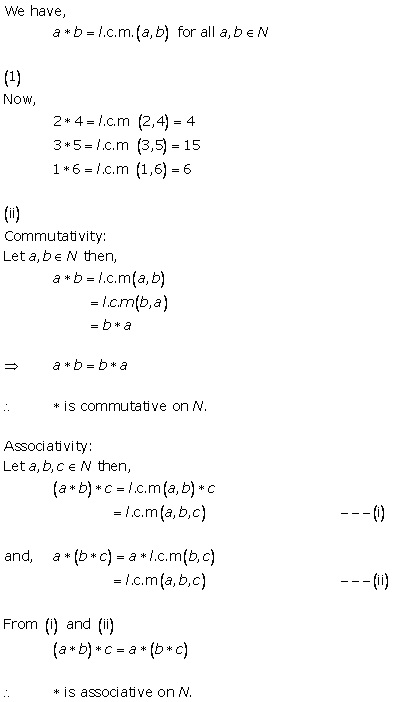 We have,
a * b = l.c.m.(a,b) for all a,b ∈ N
(1)
Now,
2 * 4 = l.c.m (2,4) = 4
3 * 5 = l.c.m (3,5) = 15
1 * 6 = l.c.m (1,6) = 6
(ii)
Commutativity:
Let a,b ∈ N then,
a * b = l.c.m(a,b)
= l.c.m(b,a)
= b * a
⇒ a * b = b * a
∴ * is commutative on N.
Associativity:
Let a,b,c ∈ N then,
(a * b) * c = l.c.m(a,b) * c
= l.c.m(a,b,c) ---(i)
and, a * (b * c) = a * l.c.m(b,c)
= l.c.m(a,b,c) ---(ii)
From (i) and (ii)
(a * b) * c = a * (b * c)
∴ * is associative on N.